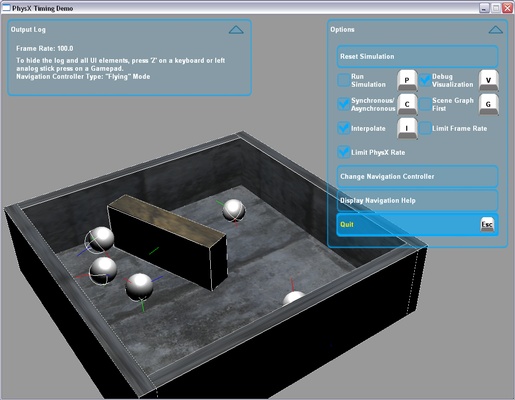 PhysX Timing Demo
Output Log
Frame Rate: 100.0
To hide the log and all UI elements, press 'Z' on a keyboard or left
analog stick press on a Gamepad.
Navigation Controller Type: "Flying" Mode
Options
Reset Simulation
Run
Simulation
P
Debug
Visualization
V
Synchronous/
Asynchronous
C
Scene Graph
First
G
Interpolate
I
Limit Frame Rate
Limit PhysX Rate
Change Navigation Controller
Display Navigation Help
Quit
Esc